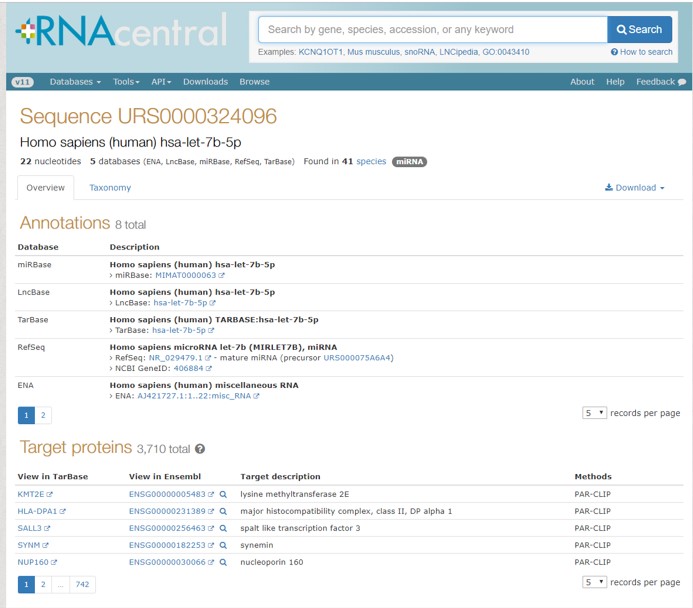 RNAcentral
Search by gene, species, accession, or any keyword
Search
Examples: KCNQ1OT1, Mus musculus, snoRNA, LNCipedia, GO:0043410
How to search
v11 Databases Tools API Downloads Browse About Help Feedback
Sequence URS0000324096
Homo sapiens (human) hsa-let-7b-5p
22 nucleotides 5 databases (ENA, LncBase, miRBase, RefSeq, TarBase) Found in 41 species miRNA
Overview Taxonomy Download
Annotations 8 total
Database Description
miRBase Homo sapiens (human) hsa-let-7b-5p
› miRBase: MIMAT0000063
LncBase Homo sapiens (human) hsa-let-7b-5p
› LncBase: hsa-let-7b-5p
TarBase Homo sapiens (human) TARBASE:hsa-let-7b-5p
› TarBase: hsa-let-7b-5p
RefSeq Homo sapiens microRNA let-7b (MIRLET7B), miRNA
› RefSeq: NR_029479.1 - mature miRNA (precursor URS000075A6A4)
› NCBI GeneID: 406884
ENA Homo sapiens (human) miscellaneous RNA
› ENA: AJ421727.1:1..22:misc_RNA
1 2 5 records per page
Target proteins 3,710 total ?
View in TarBase View in Ensembl Target description Methods
KMT2E ENSG00000005483 lysine methyltransferase 2E PAR-CLIP
HLA-DPA1 ENSG00000231389 major histocompatibility complex, class II, DP alpha 1 PAR-CLIP
SALL3 ENSG00000256463 spalt like transcription factor 3 PAR-CLIP
SYNM ENSG00000182253 synemin PAR-CLIP
NUP160 ENSG00000030066 nucleoporin 160 PAR-CLIP
1 2 ... 742 5 records per page